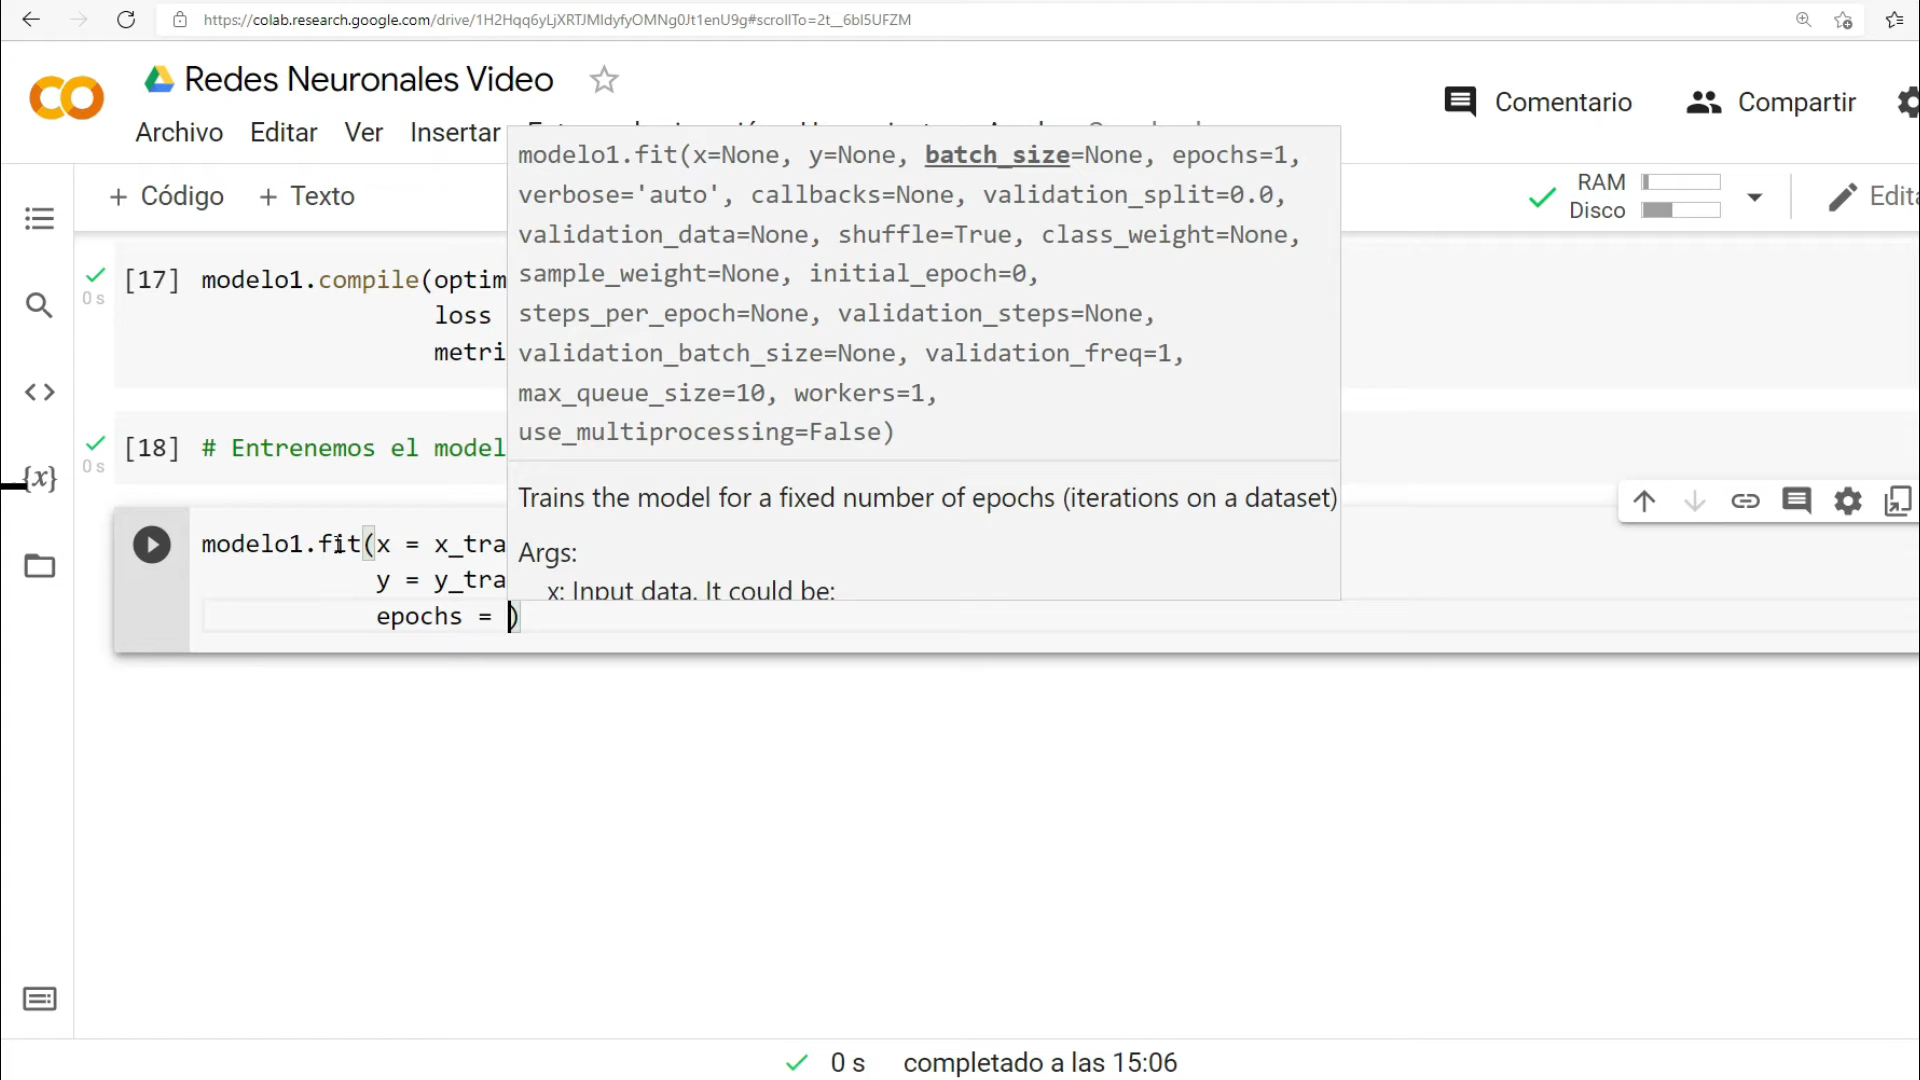 https://colab.research.google.com/drive/1H2Hqq6yLjXRTJMldyfyOMNg0Jt1enU9g#scrollTo=2t__6bl5UFZM
Redes Neuronales Video
Comentario
Compartir
Archivo Editar Ver Insertar
+ Código + Texto
RAM
Disco
modelo1.fit(x=None, y=None, batch_size=None, epochs=1,
verbose='auto', callbacks=None, validation_split=0.0,
validation_data=None, shuffle=True, class_weight=None,
sample_weight=None, initial_epoch=0,
steps_per_epoch=None, validation_steps=None,
validation_batch_size=None, validation_freq=1,
max_queue_size=10, workers=1,
use_multiprocessing=False)
Trains the model for a fixed number of epochs (iterations on a dataset)
Args:
x: Input data. It could be:
0 s
[17] modelo1.compile(optim
loss
metri
0 s
[18] # Entrenemos el model
{x}
modelo1.fit(x = x_tra
y = y_tra
epochs = )
0 s completado a las 15:06